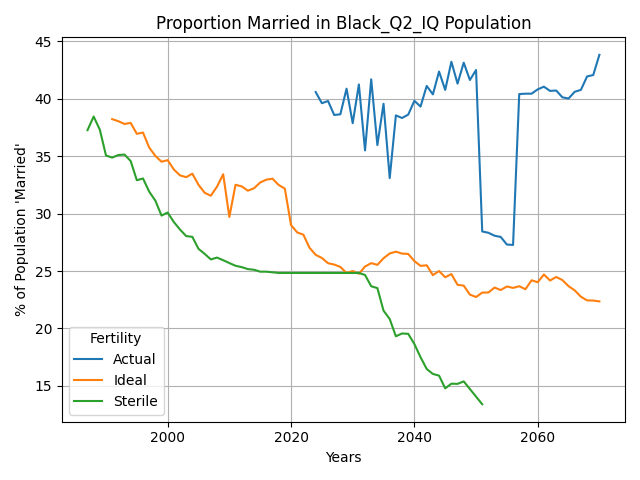 Proportion Married in Black_Q2_IQ Population
% of Population 'Married'
45
40
35
30
25
20
15
Fertility
Actual
Ideal
Sterile
2000 2020 2040 2060
Years